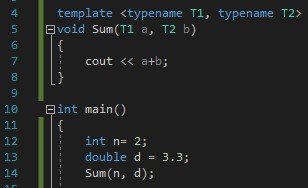 4 template <typename T1, typename T2>
5 void Sum(T1 a, T2 b)
6 {
7 cout << a+b;
8 }
9
10 int main()
11 {
12 int n= 2;
13 double d = 3.3;
14 Sum(n, d);